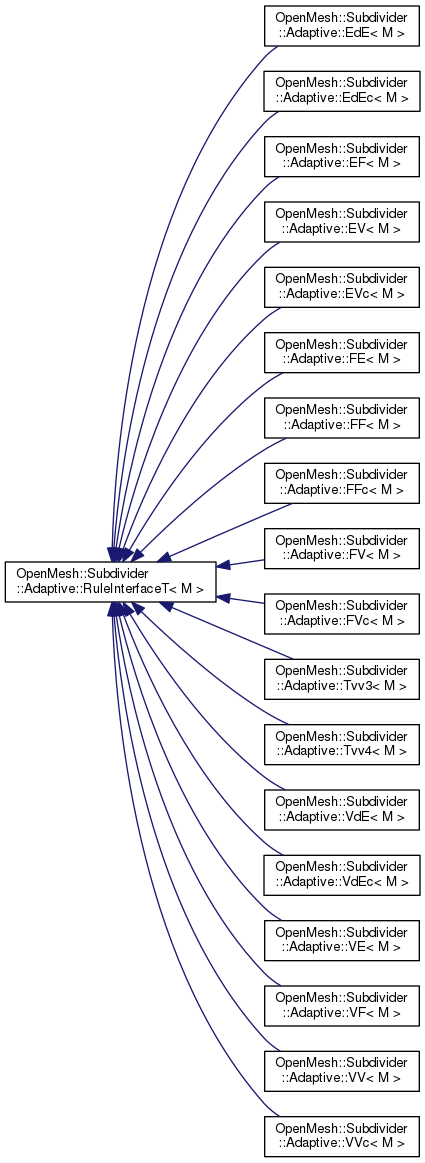 OpenMesh::Subdivider
::Adaptive::EdE< M >
OpenMesh::Subdivider
::Adaptive::EdEc< M >
OpenMesh::Subdivider
::Adaptive::EF< M >
OpenMesh::Subdivider
::Adaptive::EV< M >
OpenMesh::Subdivider
::Adaptive::EVc< M >
OpenMesh::Subdivider
::Adaptive::FE< M >
OpenMesh::Subdivider
::Adaptive::FF< M >
OpenMesh::Subdivider
::Adaptive::FFc< M >
OpenMesh::Subdivider
::Adaptive::FV< M >
OpenMesh::Subdivider
::Adaptive::RuleInterfaceT< M >
OpenMesh::Subdivider
::Adaptive::FVc< M >
OpenMesh::Subdivider
::Adaptive::Tvv3< M >
OpenMesh::Subdivider
::Adaptive::Tvv4< M >
OpenMesh::Subdivider
::Adaptive::VdE< M >
OpenMesh::Subdivider
::Adaptive::VdEc< M >
OpenMesh::Subdivider
::Adaptive::VE< M >
OpenMesh::Subdivider
::Adaptive::VF< M >
OpenMesh::Subdivider
::Adaptive::VV< M >
OpenMesh::Subdivider
::Adaptive::VVc< M >